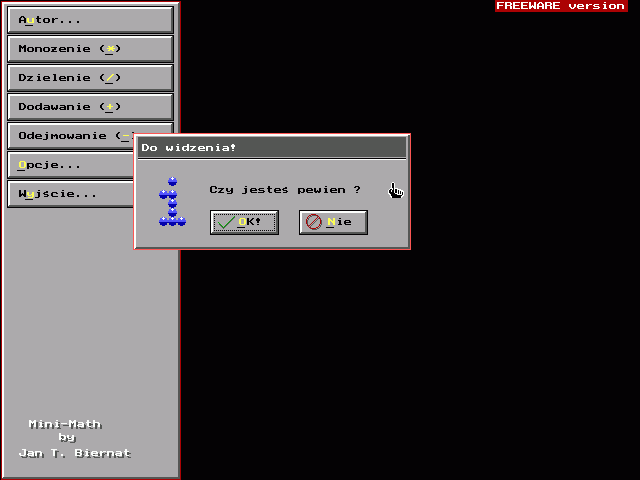 FREEWARE version
Autor...
Monozenie (*)
Dzielenie (/)
Dodawanie (+)
Odejmowanie (-)
Opcje...
Wyjście...
Do widzenia!
Czy jesteś pewien ?
OK!
Nie
Mini-Math
by
Jan T. Biernat